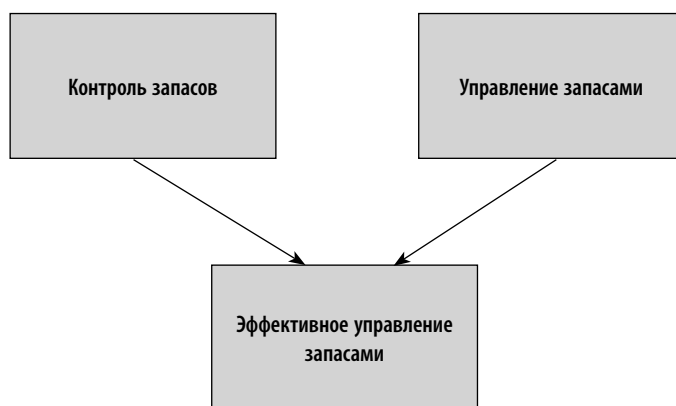 Контроль запасов
Управление запасами
Эффективное управление
запасами